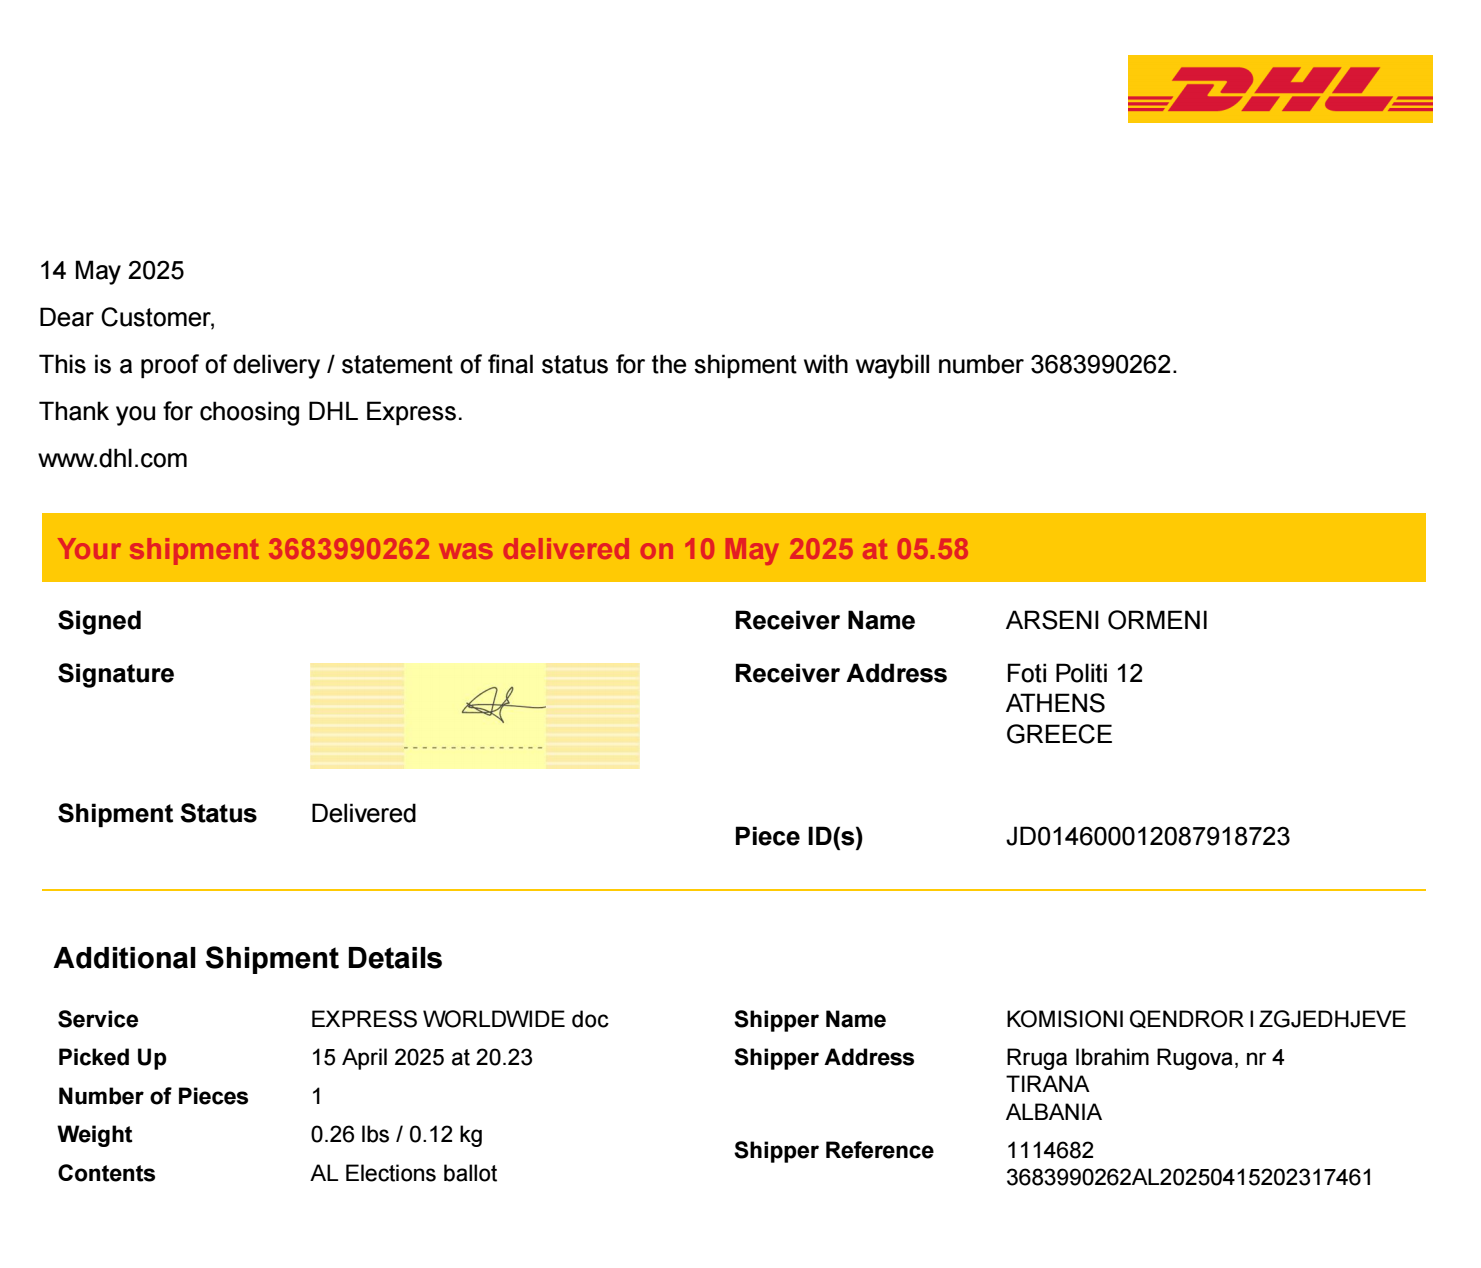 DHL
14 May 2025
Dear Customer,
This is a proof of delivery / statement of final status for the shipment with waybill number 3683990262.
Thank you for choosing DHL Express.
www.dhl.com
Your shipment 3683990262 was delivered on 10 May 2025 at 05.58
Signed
Receiver Name ARSENI ORMENI
Signature
Receiver Address Foti Politi 12
ATHENS
GREECE
Shipment Status Delivered
Piece ID(s) JD014600012087918723
Additional Shipment Details
Service EXPRESS WORLDWIDE doc
Shipper Name KOMISIONI QENDROR I ZGJEDHJEVE
Picked Up 15 April 2025 at 20.23
Shipper Address Rruga Ibrahim Rugova, nr 4
TIRANA
ALBANIA
Number of Pieces 1
Weight 0.26 lbs / 0.12 kg
Shipper Reference 1114682
3683990262AL20250415202317461
Contents AL Elections ballot